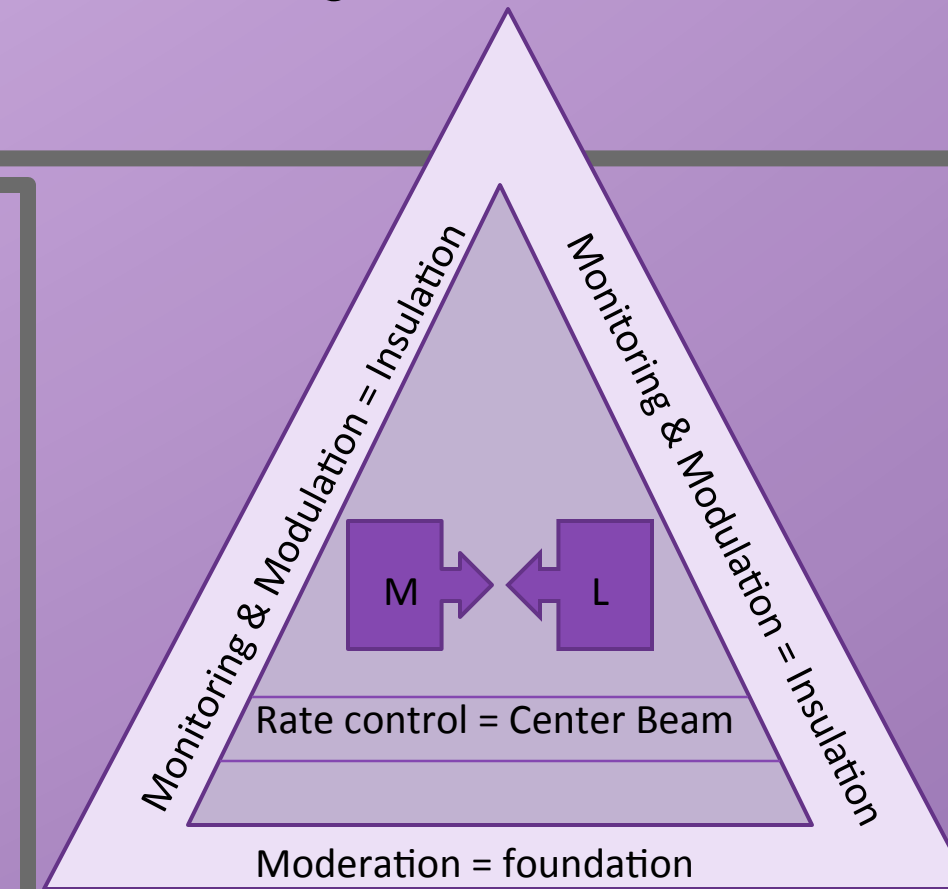 Monitoring & Modulation = Insulation
Monitoring & Modulation = Insulation
M
L
Rate control = Center Beam
Moderation = foundation